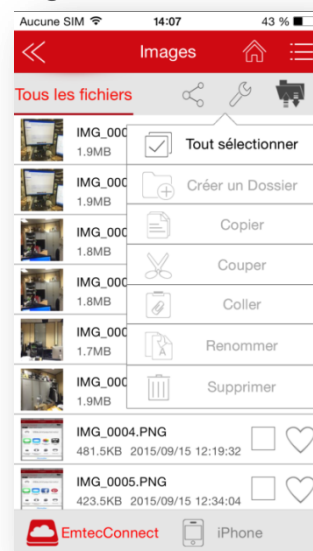 Aucune SIM 14:07 43 %
Images
Tous les fichiers
IMG_000
1.9MB
Tout sélectionner
IMG_000
1.9MB
Créer un Dossier
IMG_000
1.8MB
Copier
IMG_000
1.8MB
Couper
Coller
IMG_000
1.7MB
Renommer
IMG_000
1.9MB
Supprimer
IMG_0004.PNG
481.5KB 2015/09/15 12:19:32
IMG_0005.PNG
423.5KB 2015/09/15 12:34:04
EmtecConnect iPhone